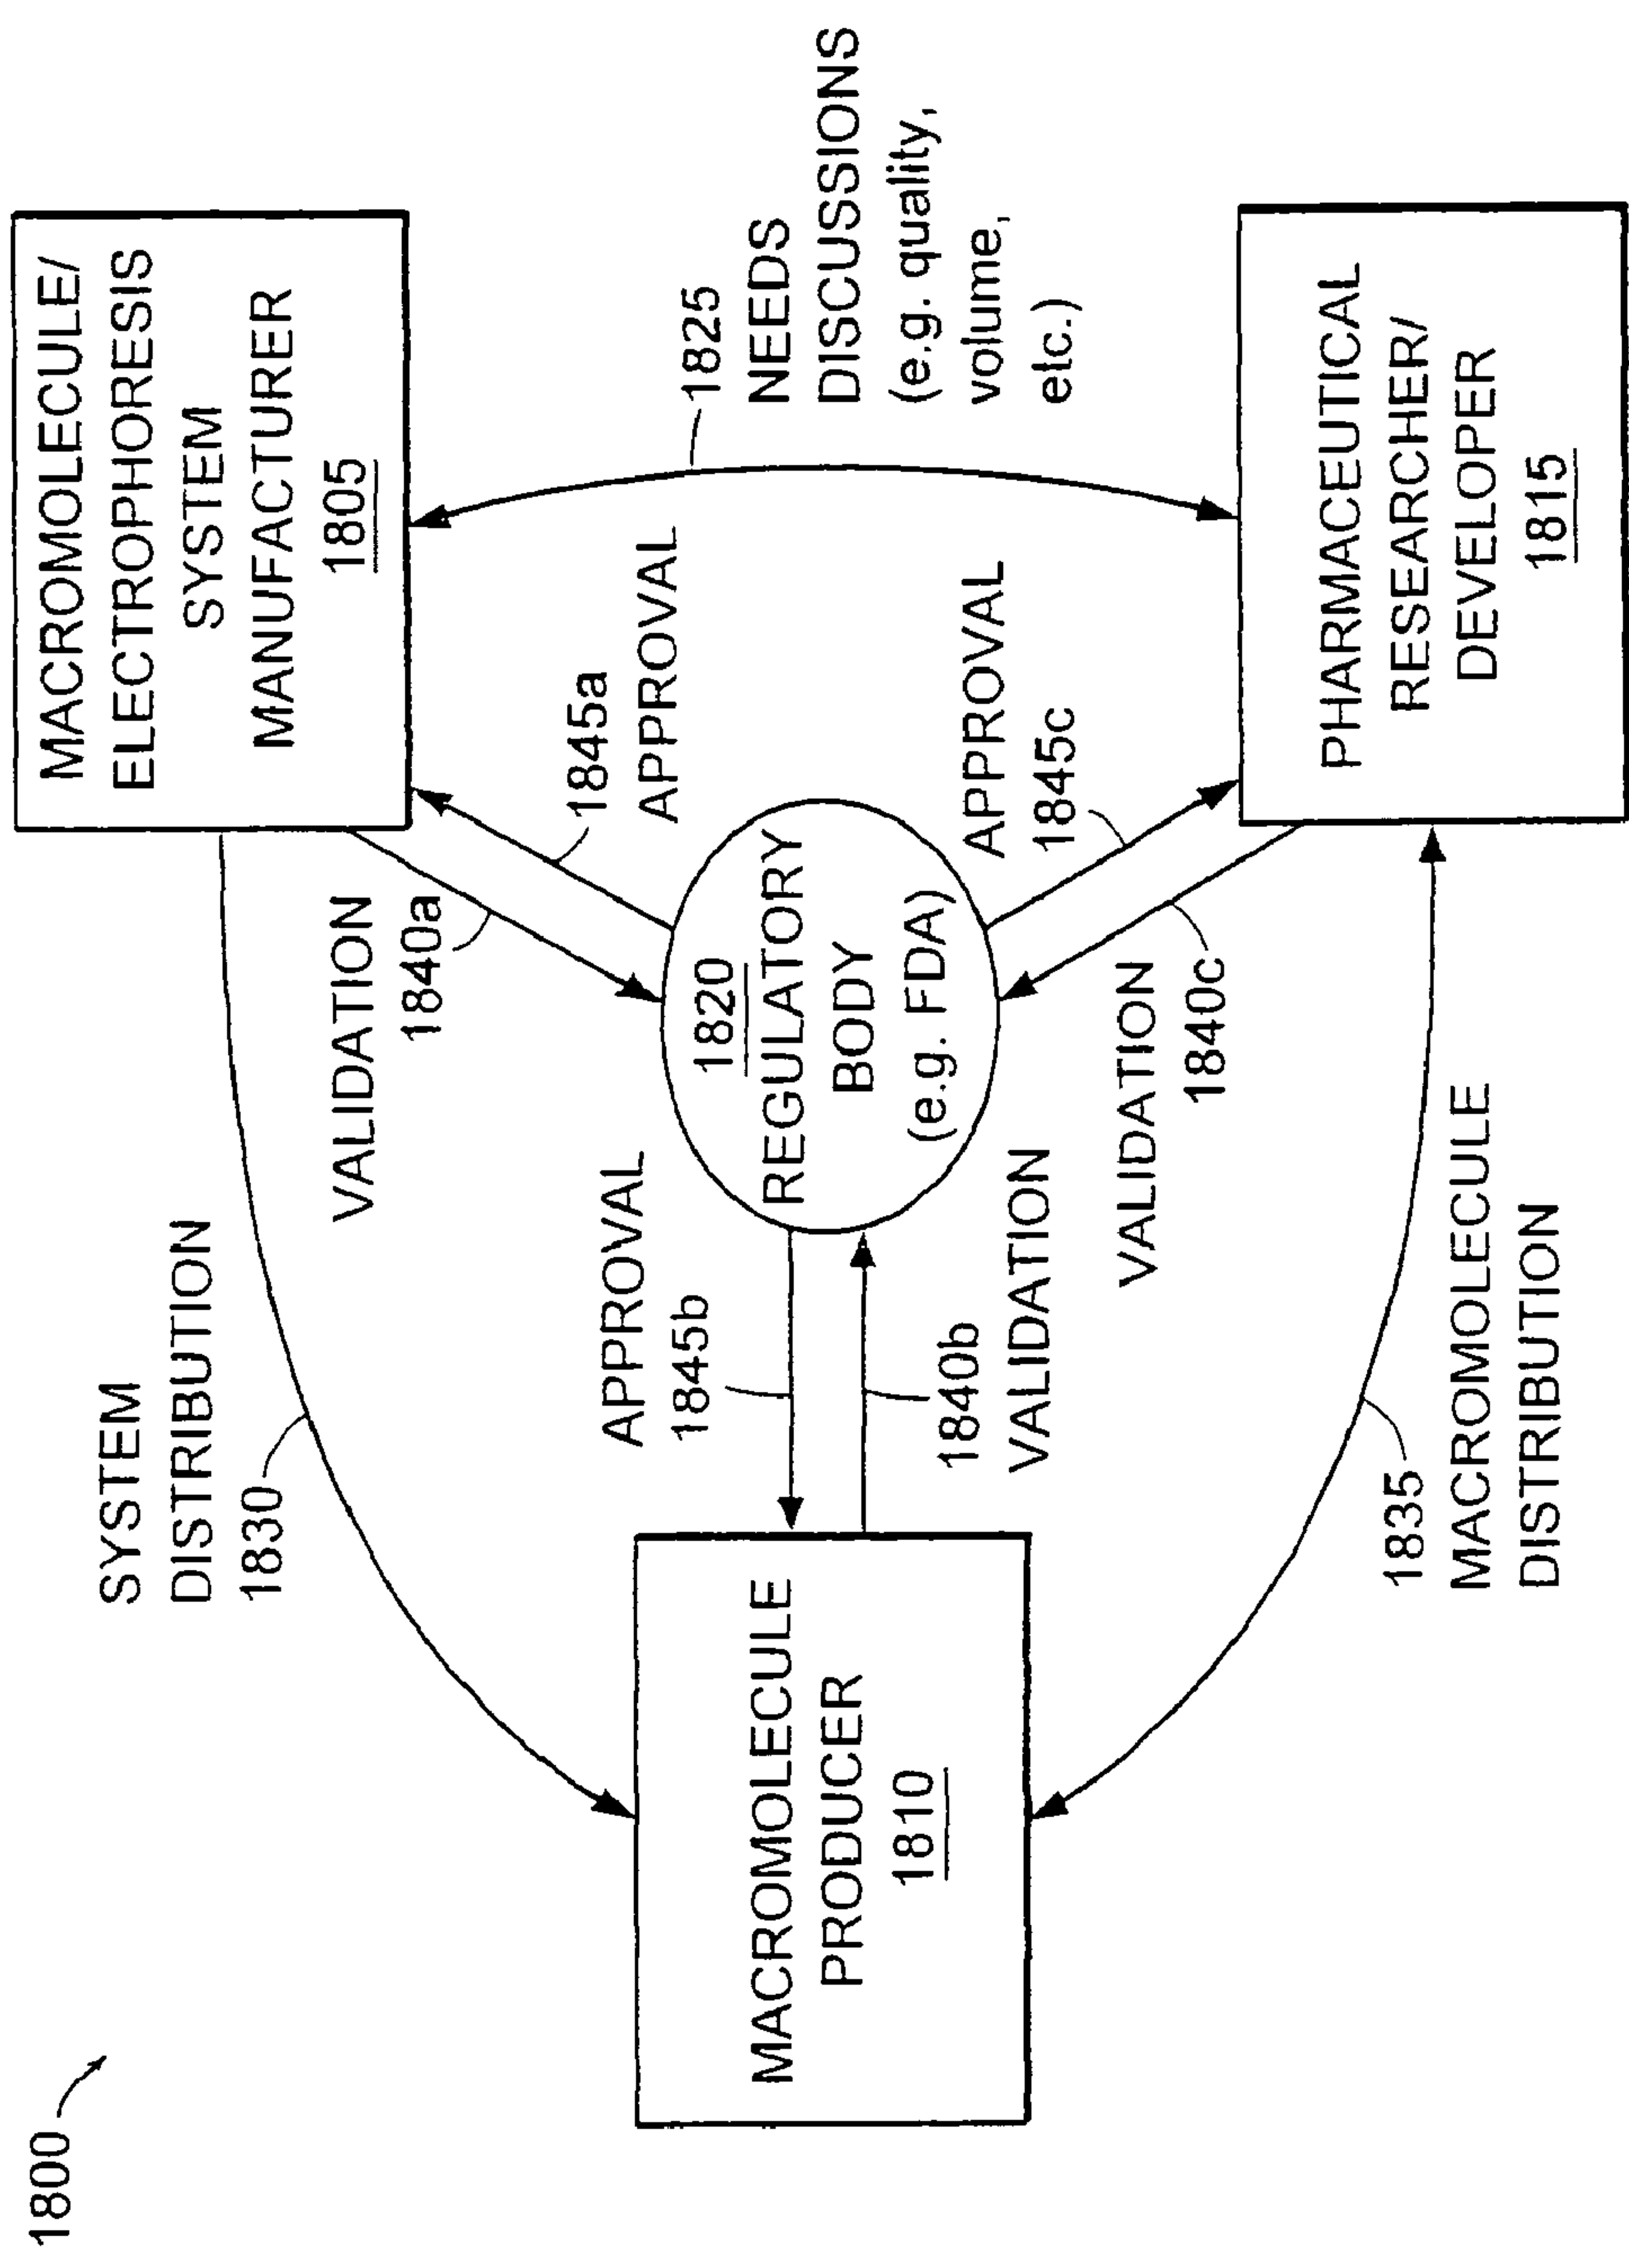 1800
SYSTEM
DISTRIBUTION
1830
MACROMOLECULE/
ELECTROPHORESIS
SYSTEM
MANUFACTURER
1805
VALIDATION
1840a
1845a
APPROVAL
1825
NEEDS
DISCUSSIONS
(e.g. quality,
volume,
etc.)
APPROVAL
1845b
1820
REGULATORY
BODY
(e.g. FDA)
MACROMOLECULE
PRODUCER
1810
1840b
VALIDATION
APPROVAL
1845c
VALIDATION
1840c
1835
MACROMOLECULE
DISTRIBUTION
PHARMACEUTICAL
RESEARCHER/
DEVELOPER
1815